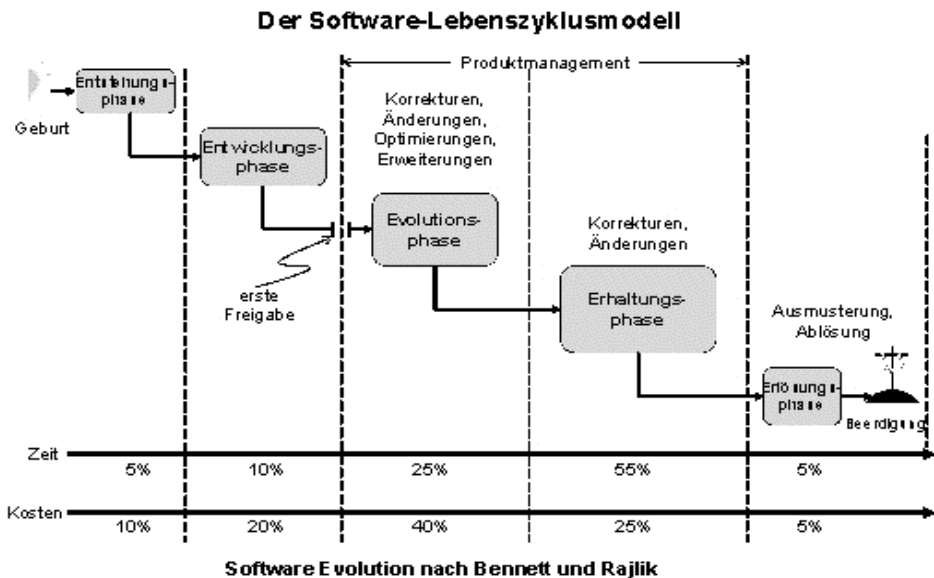 Der Software-Lebenszyklusmodell
Produktmanagement
Entstehungs-
phase
Geburt
Korrekturen,
Änderungen,
Optimierungen,
Erweiterungen
Entwicklungs-
phase
Evolutions-
phase
Korrekturen,
Änderungen
erste
Freigabe
Erhaltungs-
phase
Ausmusterung,
Ablösung
Erlösungs-
phase
Beerdigung
Zeit
5% 10% 25% 55% 5%
Kosten
10% 20% 40% 25% 5%
Software Evolution nach Bennett und Rajlik